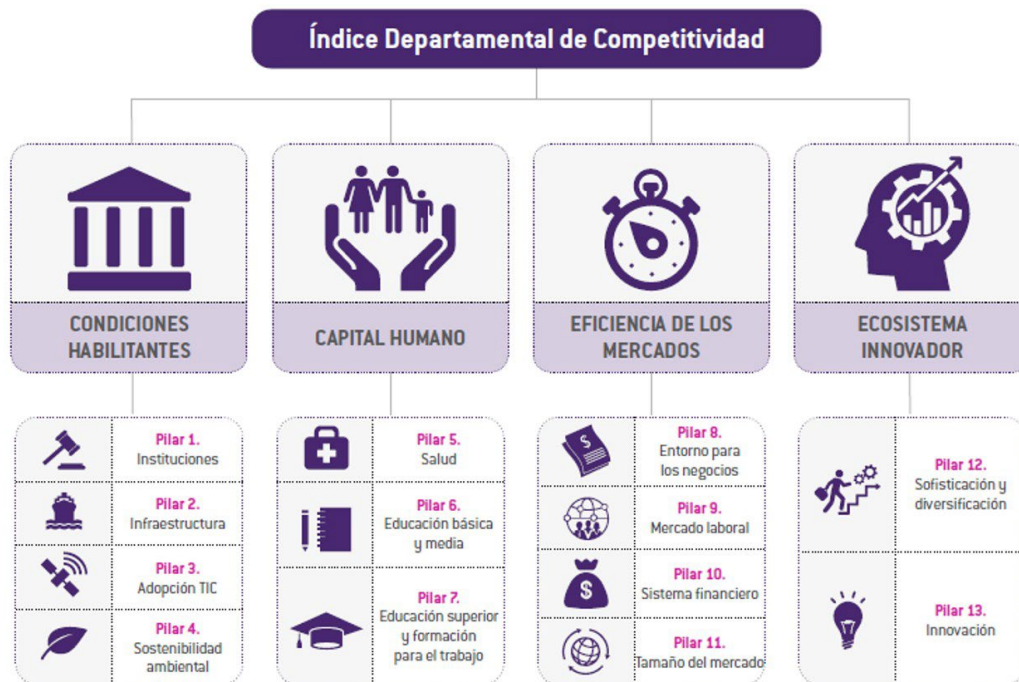 Índice Departamental de Competitividad
CONDICIONES
HABILITANTES
CAPITAL HUMANO
EFICIENCIA DE LOS
MERCADOS
ECOSISTEMA
INNOVADOR
Pilar 1.
Instituciones
Pilar 2.
Infraestructura
Pilar 3.
Adopción TIC
Pilar 4.
Sostenibilidad
ambiental
Pilar 5.
Salud
Pilar 6.
Educación básica
y media
Pilar 7.
Educación superior
y formación
para el trabajo
Pilar 8.
Entorno para
los negocios
Pilar 9.
Mercado laboral
Pilar 10.
Sistema financiero
Pilar 11.
Tamaño del mercado
Pilar 12.
Sofisticación y
diversificación
Pilar 13.
Innovación